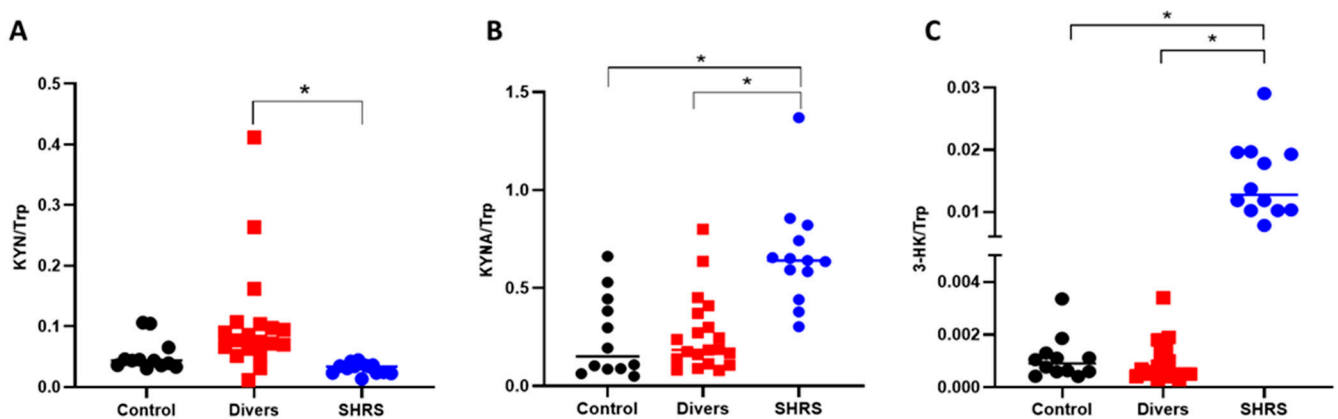 A
*
0.5
0.4
0.3
0.2
0.1
0.0
KYN/Trp
Control Divers SHRS
B
*
*
1.5
1.0
0.5
0.0
KYNA/Trp
Control Divers SHRS
C
*
*
0.03
0.02
0.01
0.004
0.002
0.000
3-HK/Trp
Control Divers SHRS